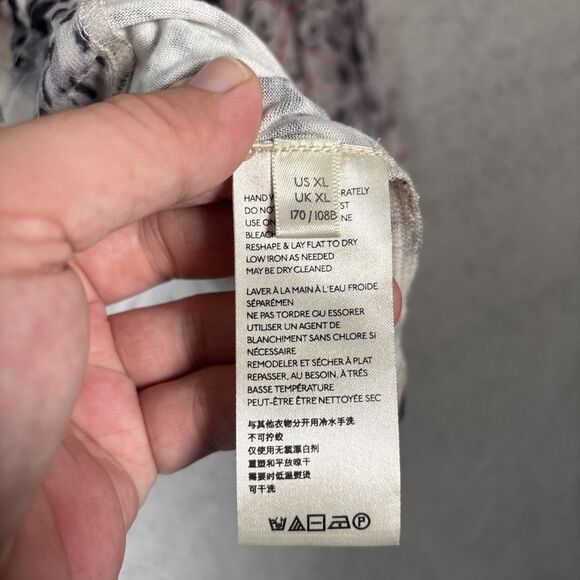 US XL
UK XL
170/108B
HAND
RATELY
DO NO
ST
USE ON
NE
BLEACH
RESHAPE & LAY FLAT TO DRY
LOW IRON AS NEEDED
MAY BE DRY CLEANED
LAVER À LA MAIN À L'EAU FROIDE
SÉPARÉMEN
NE PAS TORDRE OU ESSORER
UTILISER UN AGENT DE
BLANCHIMENT SANS CHLORE SI
NÉCESSAIRE
REMODELER ET SÉCHER À PLAT
REPASSER, AU BESOIN, À TRÉS
BASSE TEMPÉRATURE
PEUT-ÊTRE ÊTRE NETTOYÉE SEC
与其他衣物分开用冷水手洗
不可拧绞
仅使用无氯漂白剂
重塑和平放晾干
需要时低温熨烫
可干洗